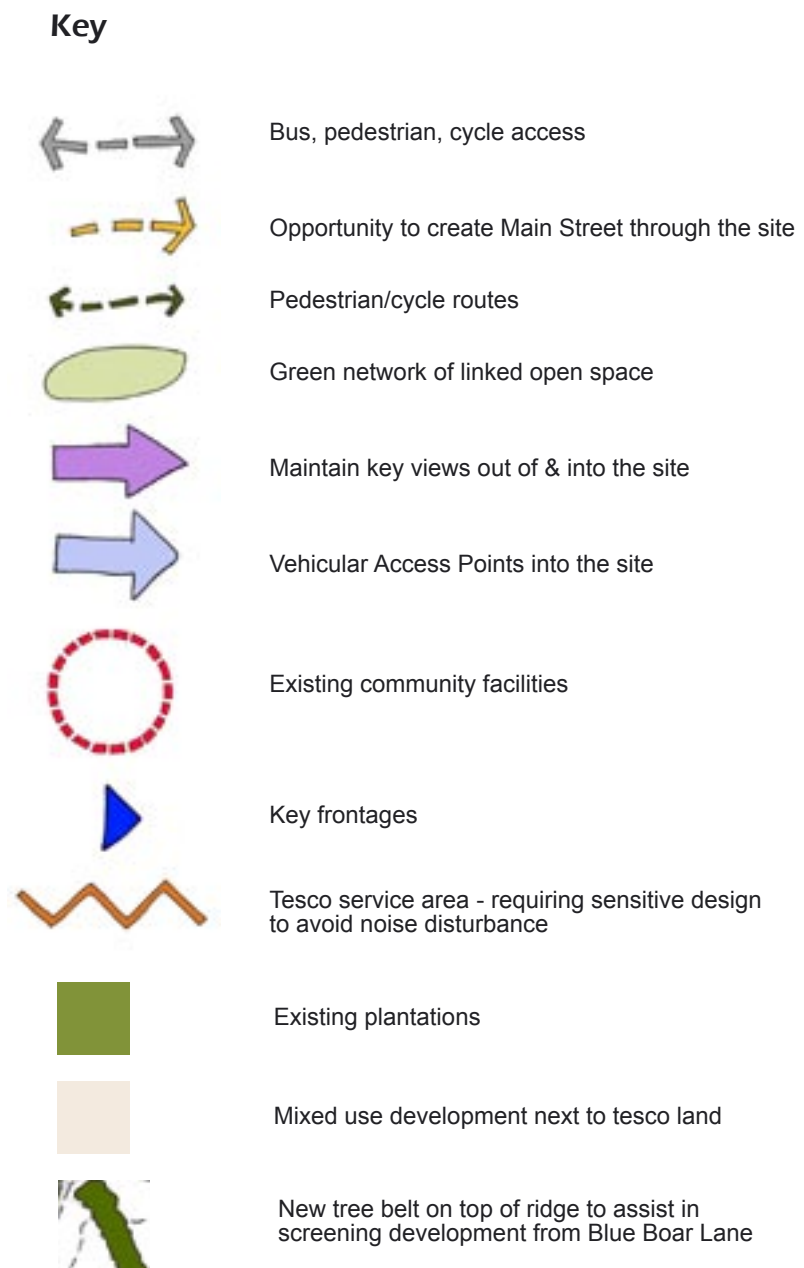 Key
Bus, pedestrian, cycle access
Opportunity to create Main Street through the site
Pedestrian/cycle routes
Green network of linked open space
Maintain key views out of & into the site
Vehicular Access Points into the site
Existing community facilities
Key frontages
Tesco service area - requiring sensitive design
to avoid noise disturbance
Existing plantations
Mixed use development next to tesco land
New tree belt on top of ridge to assist in
screening development from Blue Boar Lane